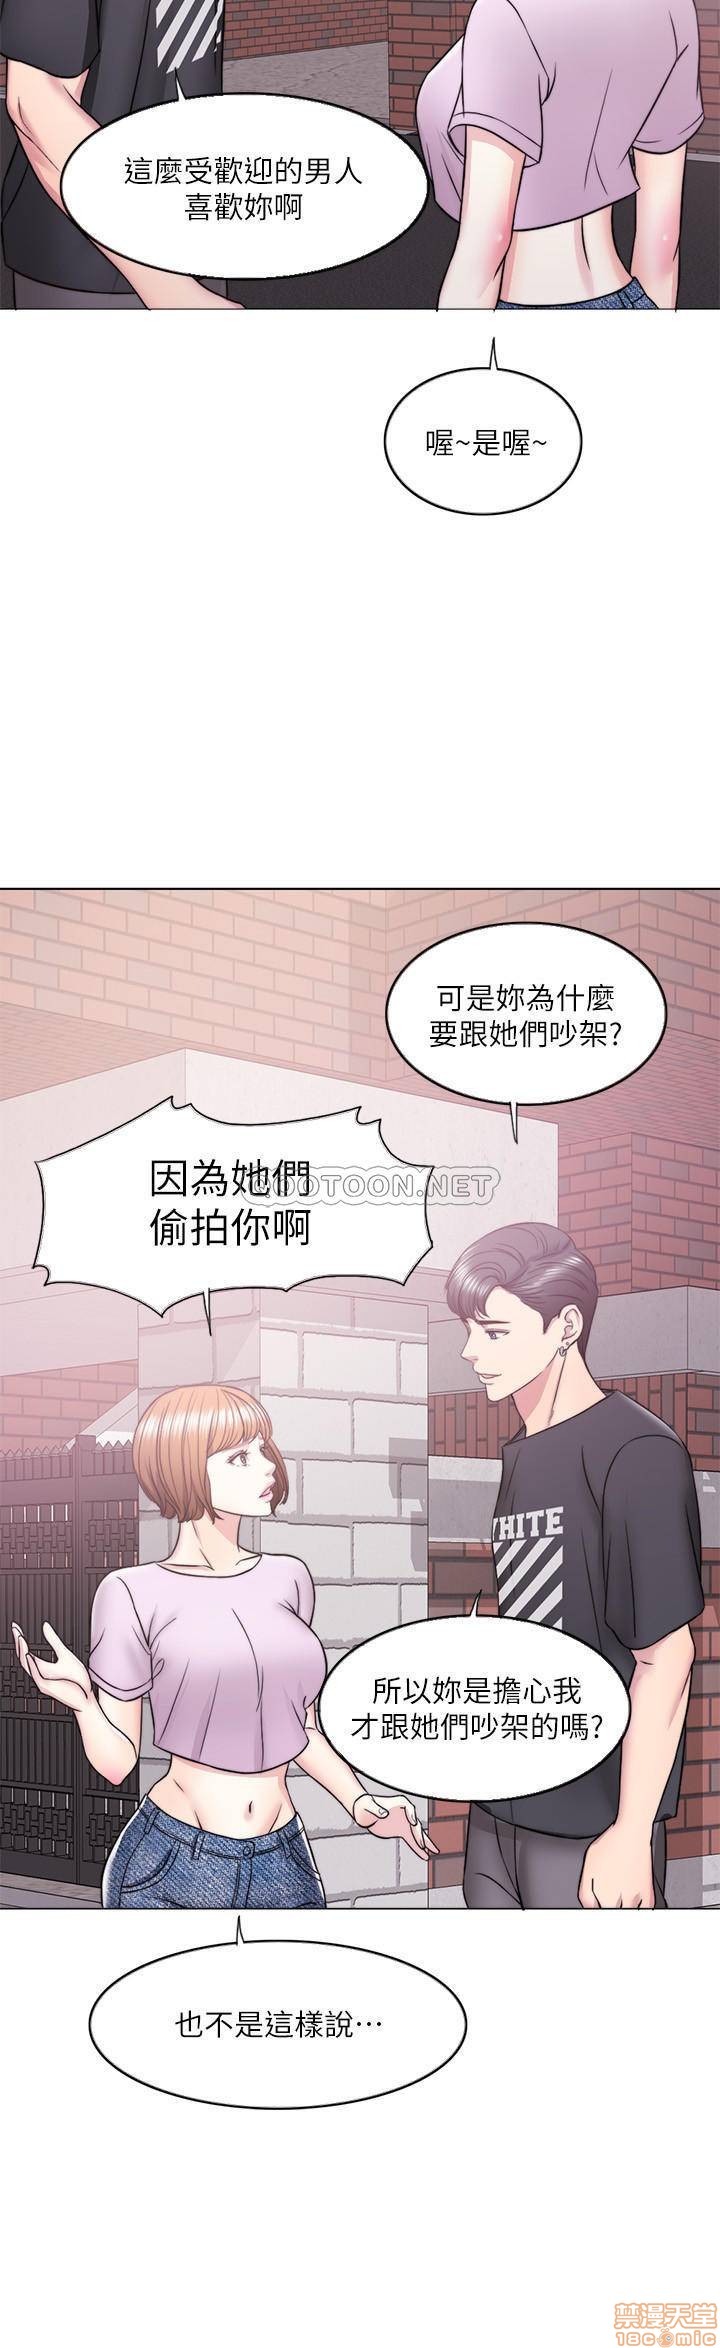 這麼受歡迎的男人
喜歡妳啊
喔~是喔~
可是妳為什麼
要跟她們吵架?
因為她們
偷拍你啊
TOPTOON.NET
WHITE
所以妳是擔心我
才跟她們吵架的嗎?
也不是這樣說⋯
禁漫天堂
18comic